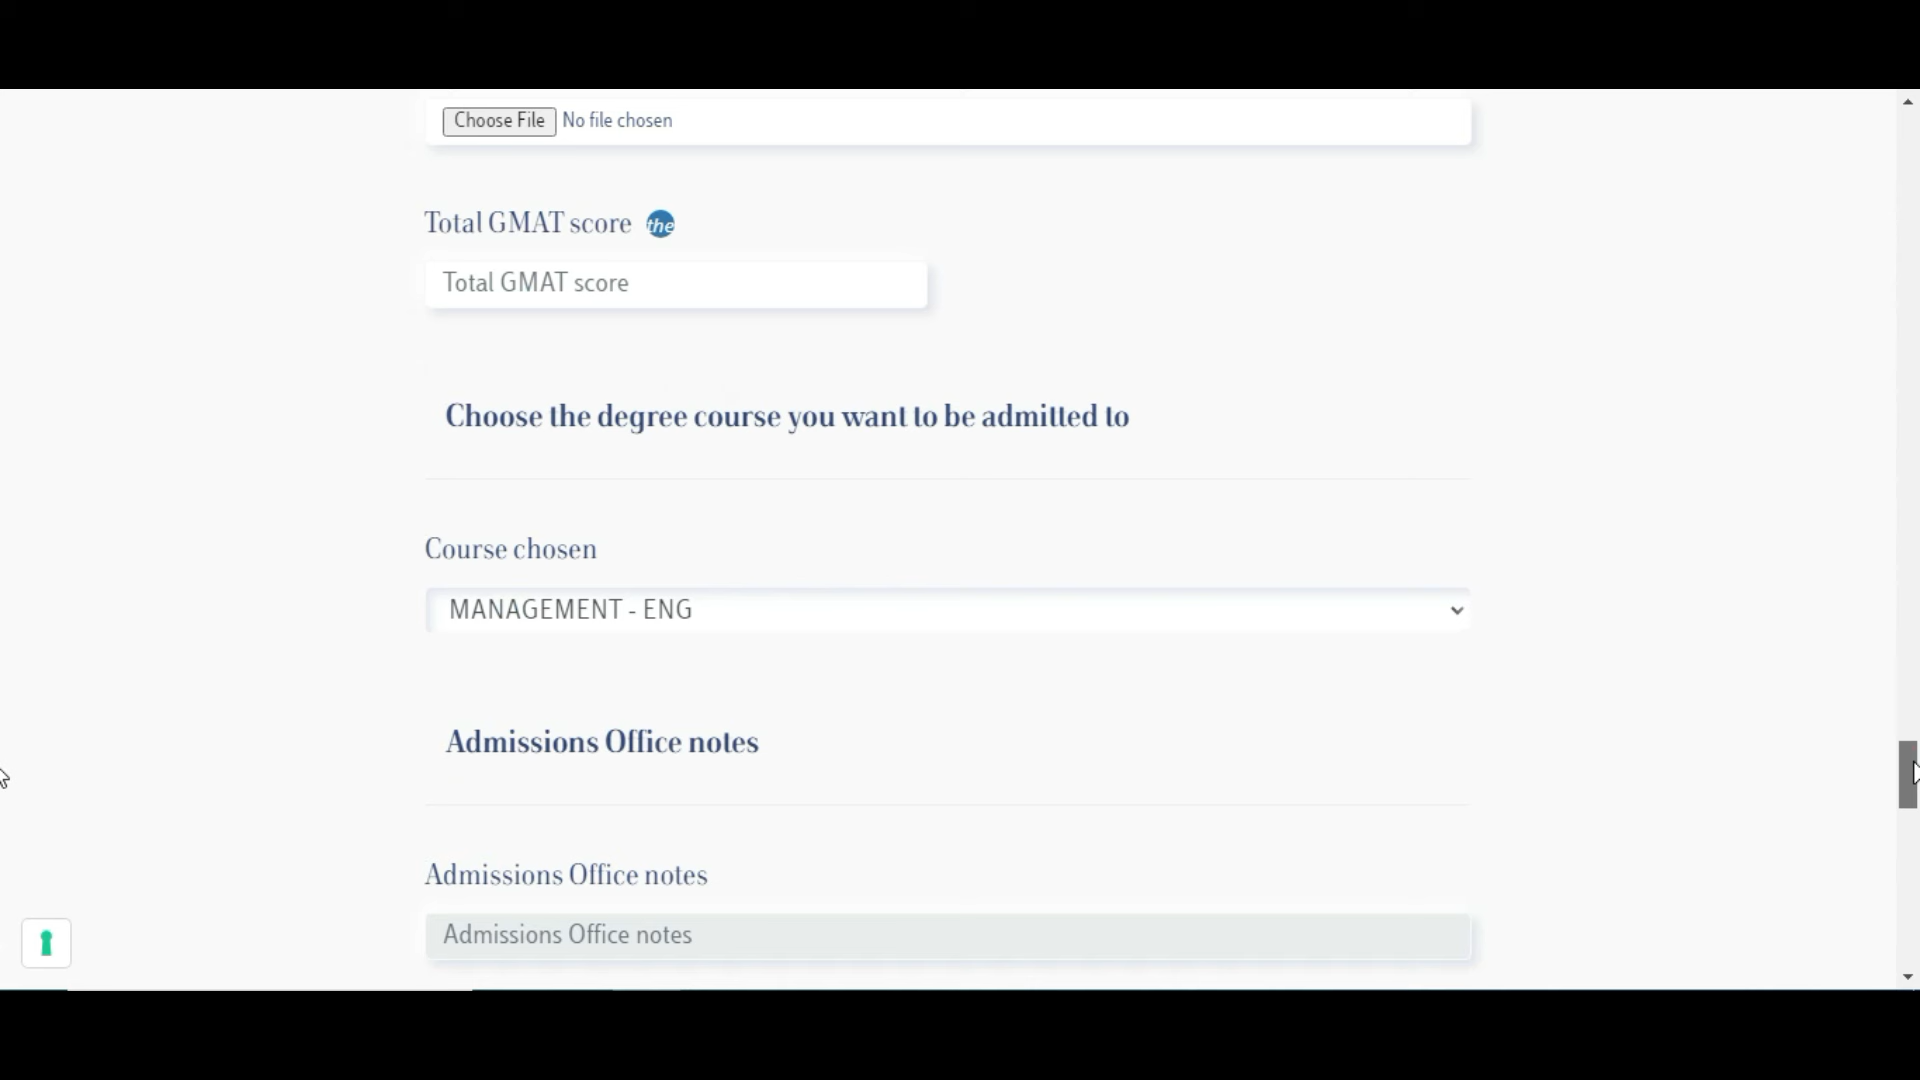 Choose File No file chosen
Total GMAT score the
Total GMAT score
Choose the degree course you want to be admitted to
Course chosen
MANAGEMENT - ENG
Admissions Office notes
Admissions Office notes
Admissions Office notes